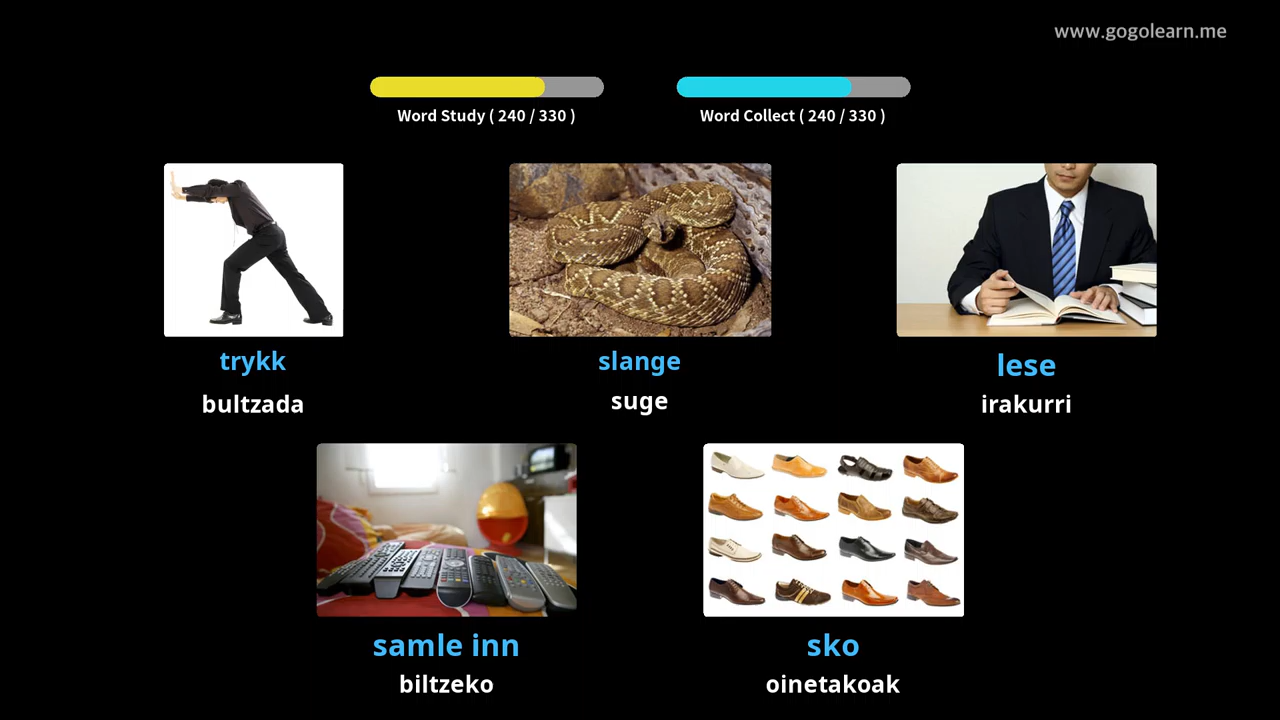 www.gogolearn.me
Word Study ( 240 / 330 )
Word Collect ( 240 / 330 )
trykk
bultzada
slange
suge
lese
irakurri
samle inn
biltzeko
sko
oinetakoak